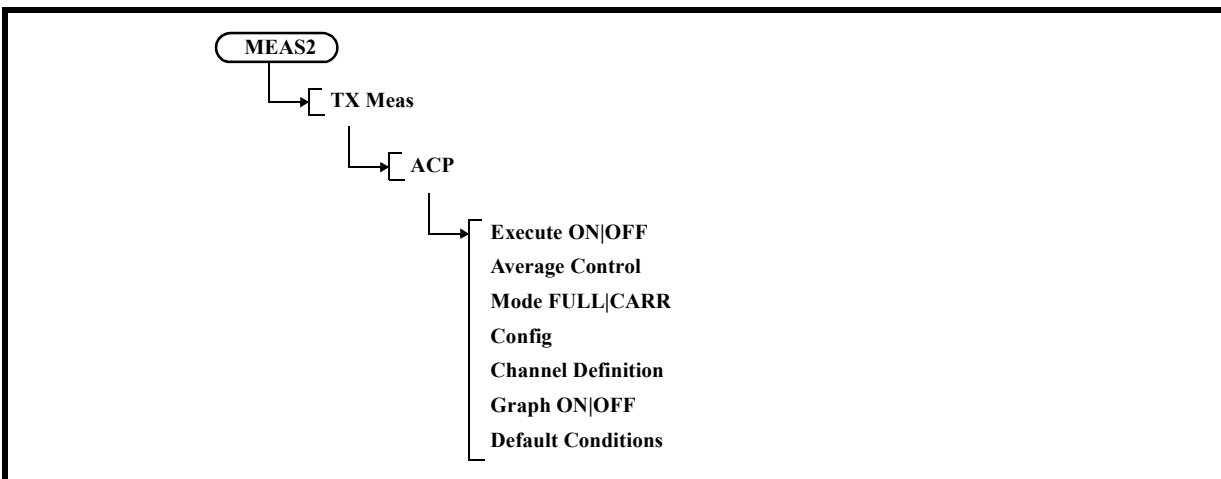 MEAS2
TX Meas
ACP
Execute ON|OFF
Average Control
Mode FULL|CARR
Config
Channel Definition
Graph ON|OFF
Default Conditions